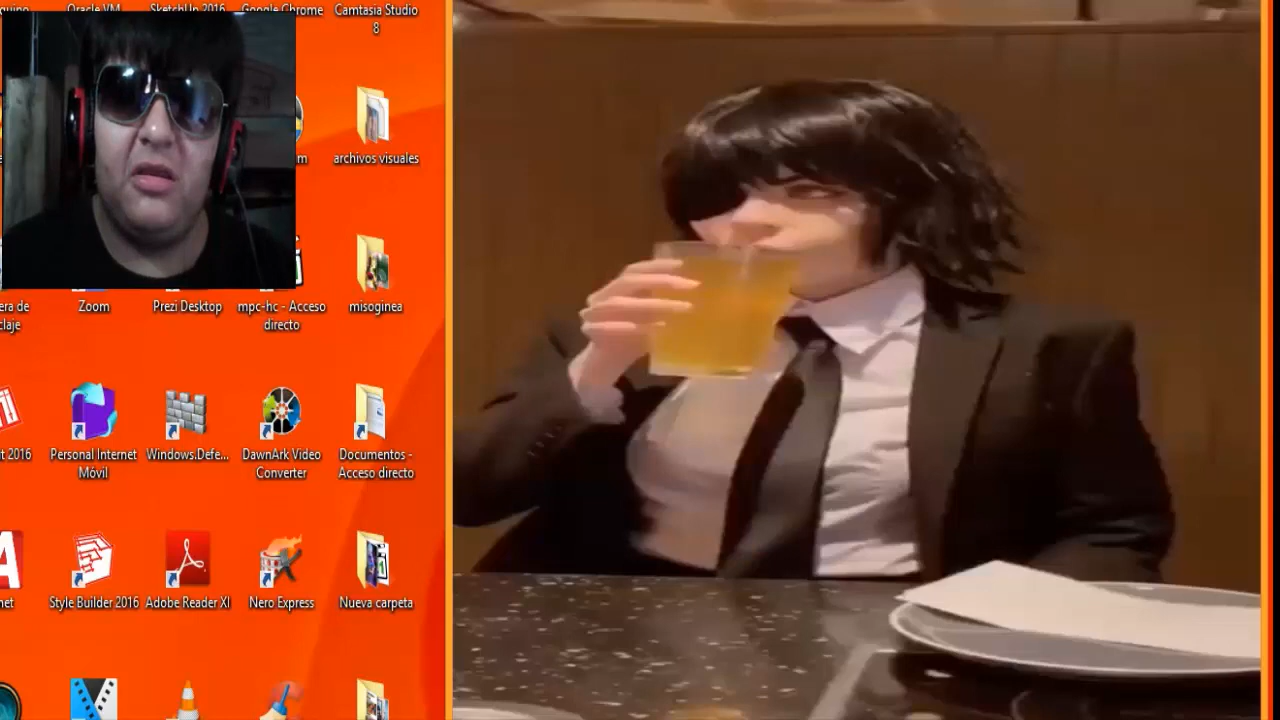 Oracle VM
SketchUp 2016
Google Chrome
Camtasia Studio
8
archivos visuales
Zoom
Prezi Desktop
mpc-hc - Acceso
directo
misoginea
2016
Personal Internet
Móvil
Windows.Defe...
DawnArk Video
Converter
Documentos -
Acceso directo
Style Builder 2016
Adobe Reader XI
Nero Express
Nueva carpeta